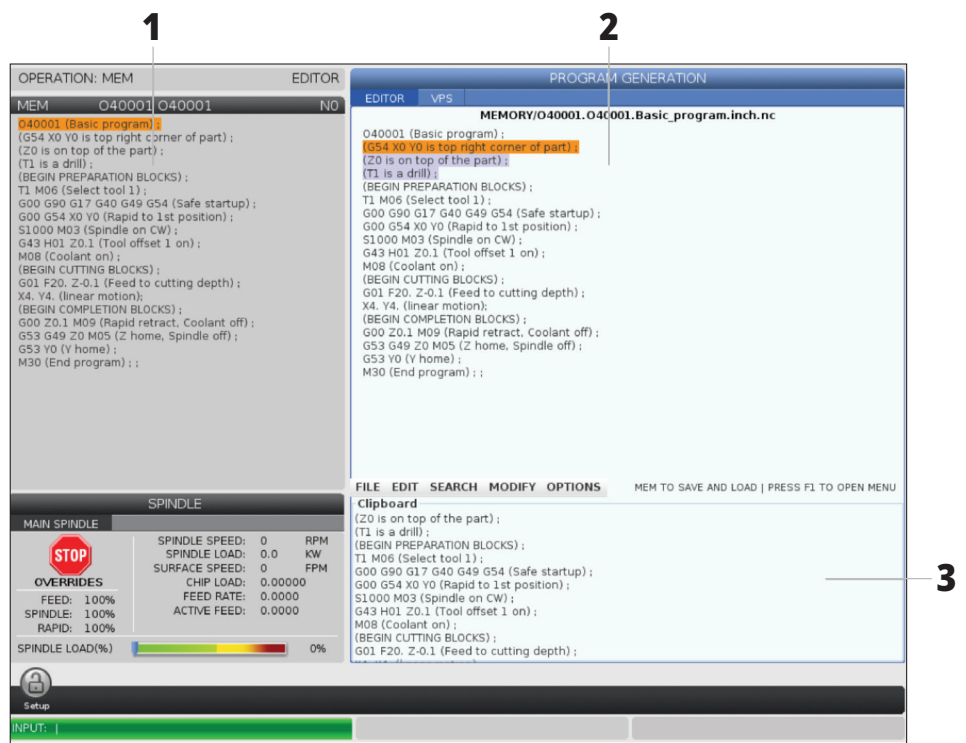 1
2
OPERATION: MEM EDITOR
MEM O40001 O40001 N0
O40001 (Basic program) ;
(G54 X0 Y0 is top right corner of part) ;
(Z0 is on top of the part) ;
(T1 is a drill) ;
(BEGIN PREPARATION BLOCKS) ;
T1 M06 (Select tool 1) ;
G00 G90 G17 G40 G49 G54 (Safe startup) ;
G00 G54 X0 Y0 (Rapid to 1st position) ;
S1000 M03 (Spindle on CW) ;
G43 H01 Z0.1 (Tool offset 1 on) ;
M08 (Coolant on) ;
(BEGIN CUTTING BLOCKS) ;
G01 F20. Z-0.1 (Feed to cutting depth) ;
X4. Y4. (linear motion);
(BEGIN COMPLETION BLOCKS) ;
G00 Z0.1 M09 (Rapid retract, Coolant off) ;
G53 G49 Z0 M05 (Z home, Spindle off) ;
G53 Y0 (Y home) ;
M30 (End program) ; ;
PROGRAM GENERATION
EDITOR VPS
MEMORY/O40001.O40001.Basic_program.inch.nc
O40001 (Basic program) ;
(G54 X0 Y0 is top right corner of part) ;
(Z0 is on top of the part) ;
(T1 is a drill) ;
(BEGIN PREPARATION BLOCKS) ;
T1 M06 (Select tool 1) ;
G00 G90 G17 G40 G49 G54 (Safe startup) ;
G00 G54 X0 Y0 (Rapid to 1st position) ;
S1000 M03 (Spindle on CW) ;
G43 H01 Z0.1 (Tool offset 1 on) ;
M08 (Coolant on) ;
(BEGIN CUTTING BLOCKS) ;
G01 F20. Z-0.1 (Feed to cutting depth) ;
X4. Y4. (linear motion);
(BEGIN COMPLETION BLOCKS) ;
G00 Z0.1 M09 (Rapid retract, Coolant off) ;
G53 G49 Z0 M05 (Z home, Spindle off) ;
G53 Y0 (Y home) ;
M30 (End program) ; ;
FILE EDIT SEARCH MODIFY OPTIONS MEM TO SAVE AND LOAD | PRESS F1 TO OPEN MENU
Clipboard
(Z0 is on top of the part) ;
(T1 is a drill) ;
(BEGIN PREPARATION BLOCKS) ;
T1 M06 (Select tool 1) ;
G00 G90 G17 G40 G49 G54 (Safe startup) ;
G00 G54 X0 Y0 (Rapid to 1st position) ;
S1000 M03 (Spindle on CW) ;
G43 H01 Z0.1 (Tool offset 1 on) ;
M08 (Coolant on) ;
(BEGIN CUTTING BLOCKS) ;
G01 F20. Z-0.1 (Feed to cutting depth) ;
3
SPINDLE
MAIN SPINDLE
STOP
OVERRIDES
FEED: 100%
SPINDLE: 100%
RAPID: 100%
SPINDLE SPEED: 0 RPM
SPINDLE LOAD: 0.0 KW
SURFACE SPEED: 0 FPM
CHIP LOAD: 0.00000
FEED RATE: 0.0000
ACTIVE FEED: 0.0000
SPINDLE LOAD(%) 0%
Setup
INPUT: |